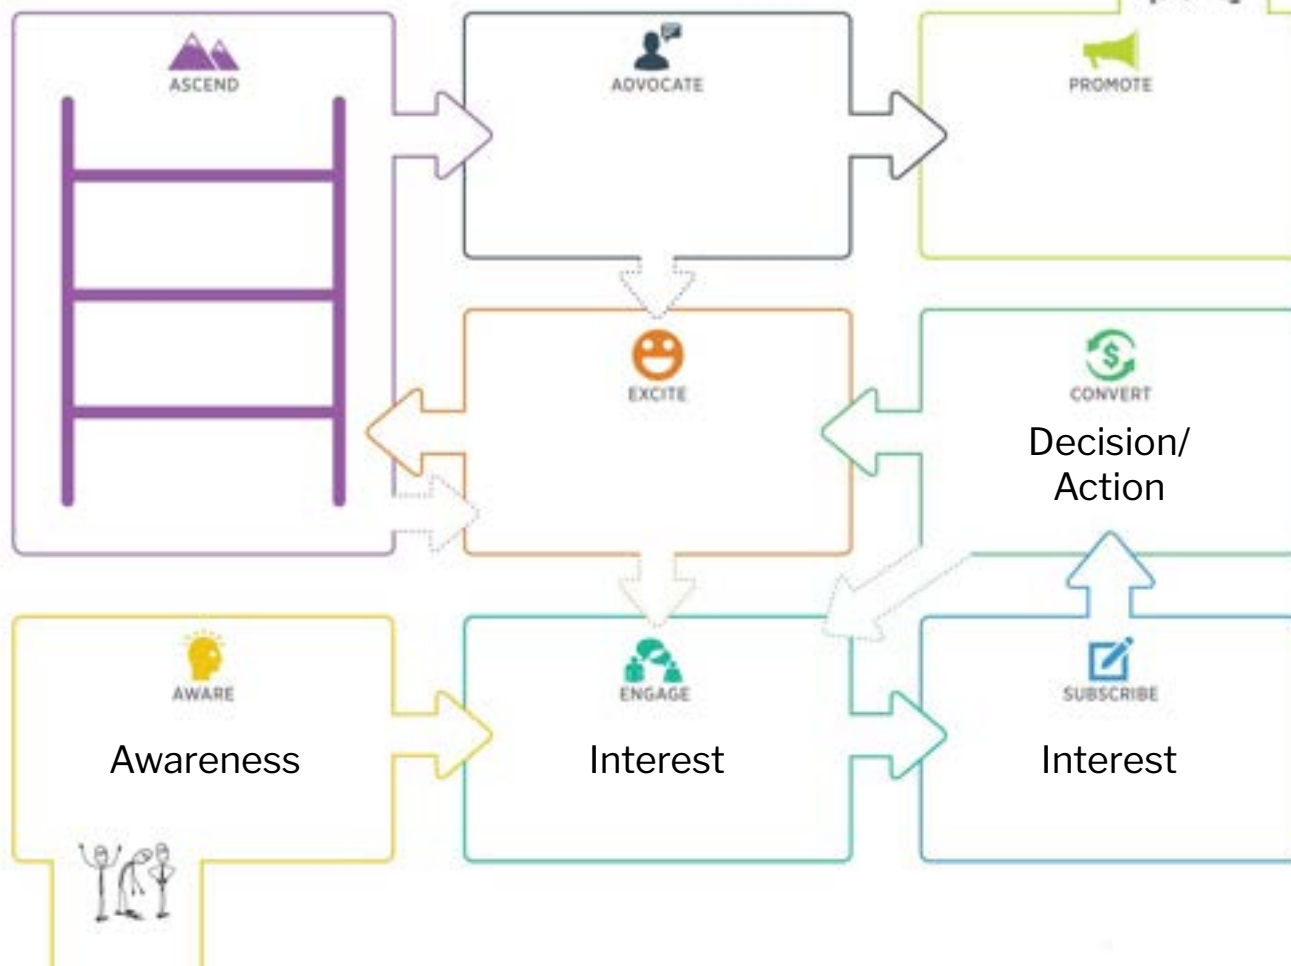 ASCEND
ADVOCATE
PROMOTE
EXCITE
CONVERT
Decision/
Action
AWARE
ENGAGE
SUBSCRIBE
Awareness
Interest
Interest